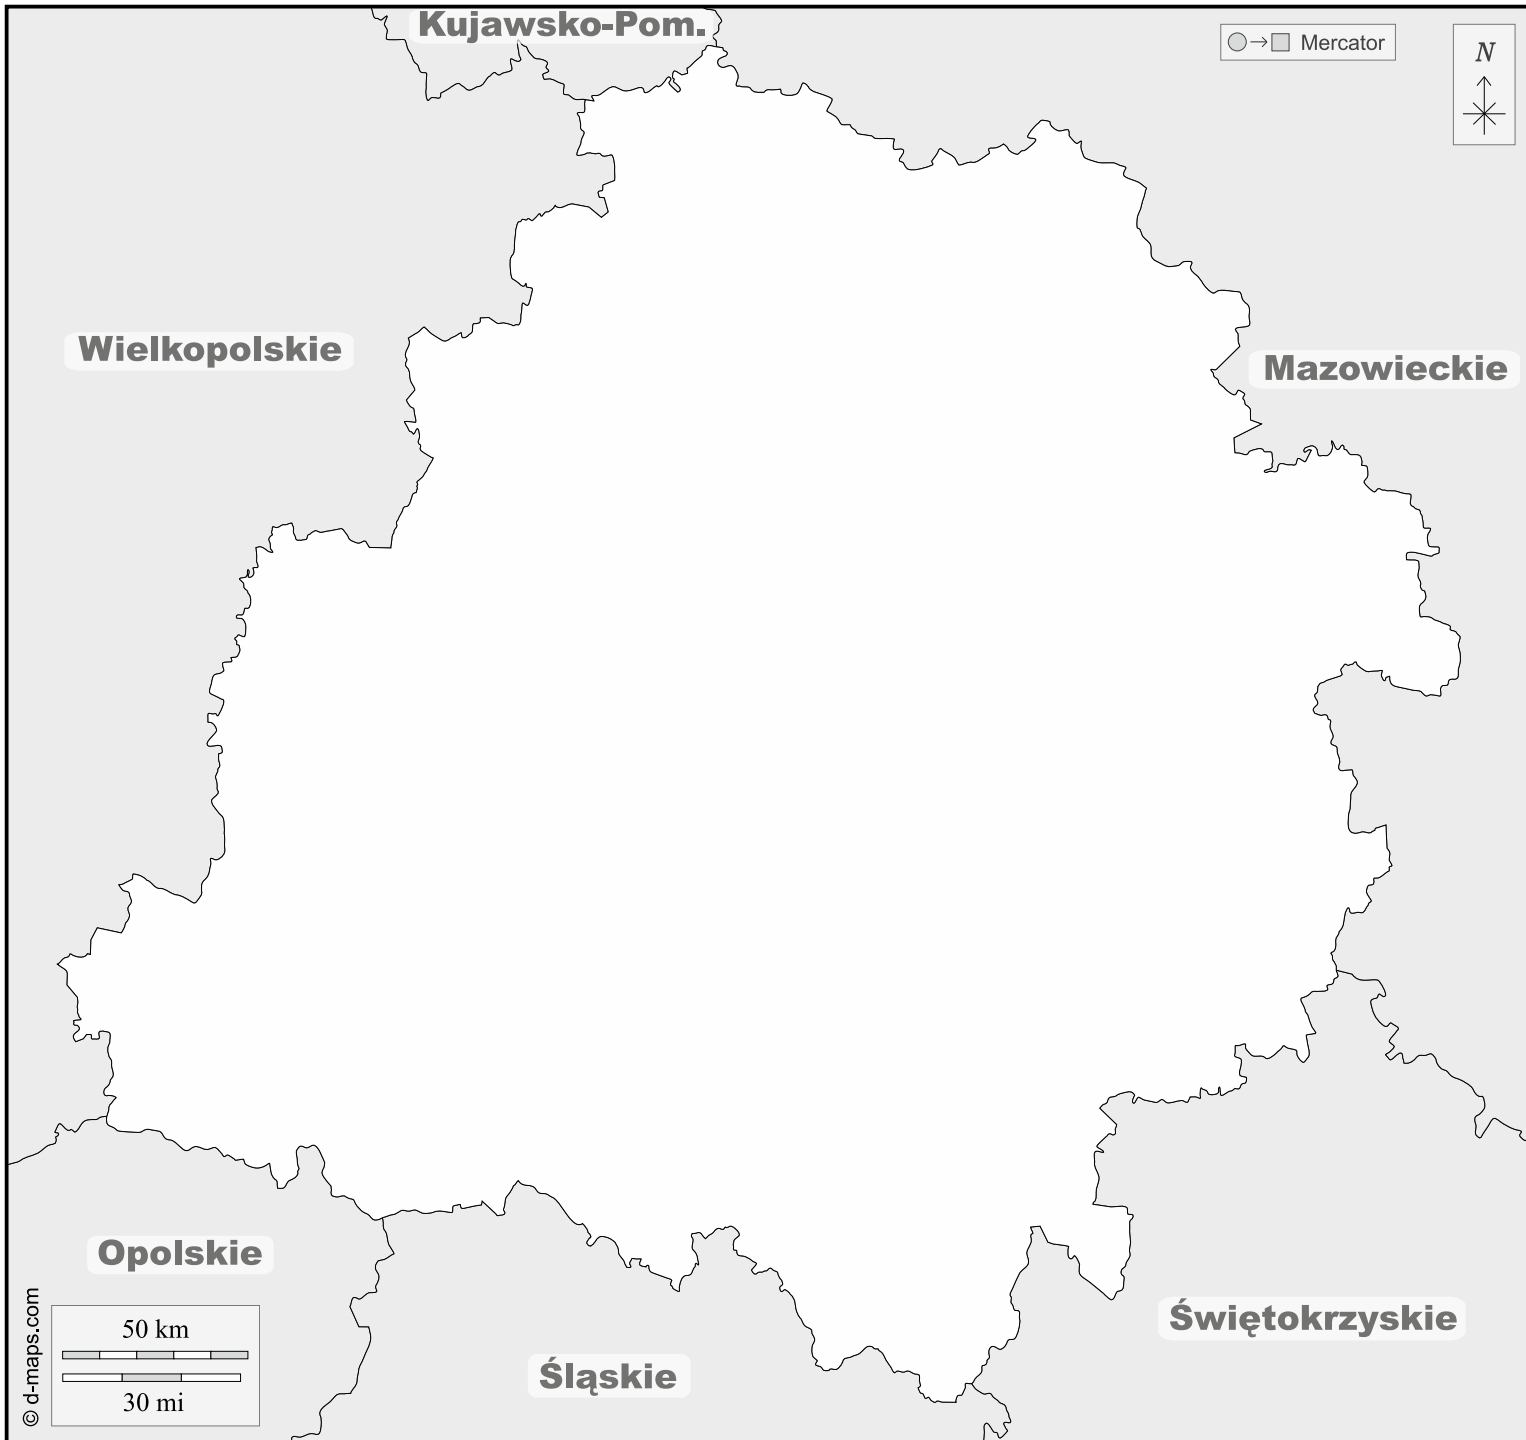 Kujawsko-Pom.
Mercator
N
Wielkopolskie
Mazowieckie
Opolskie
Świętokrzyskie
Śląskie
50 km
30 mi
© d-maps.com